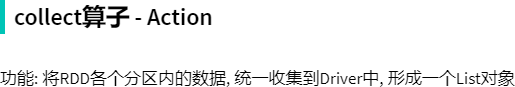 collect算子 - Action
功能: 将RDD各个分区内的数据, 统一收集到Driver中, 形成一个List对象